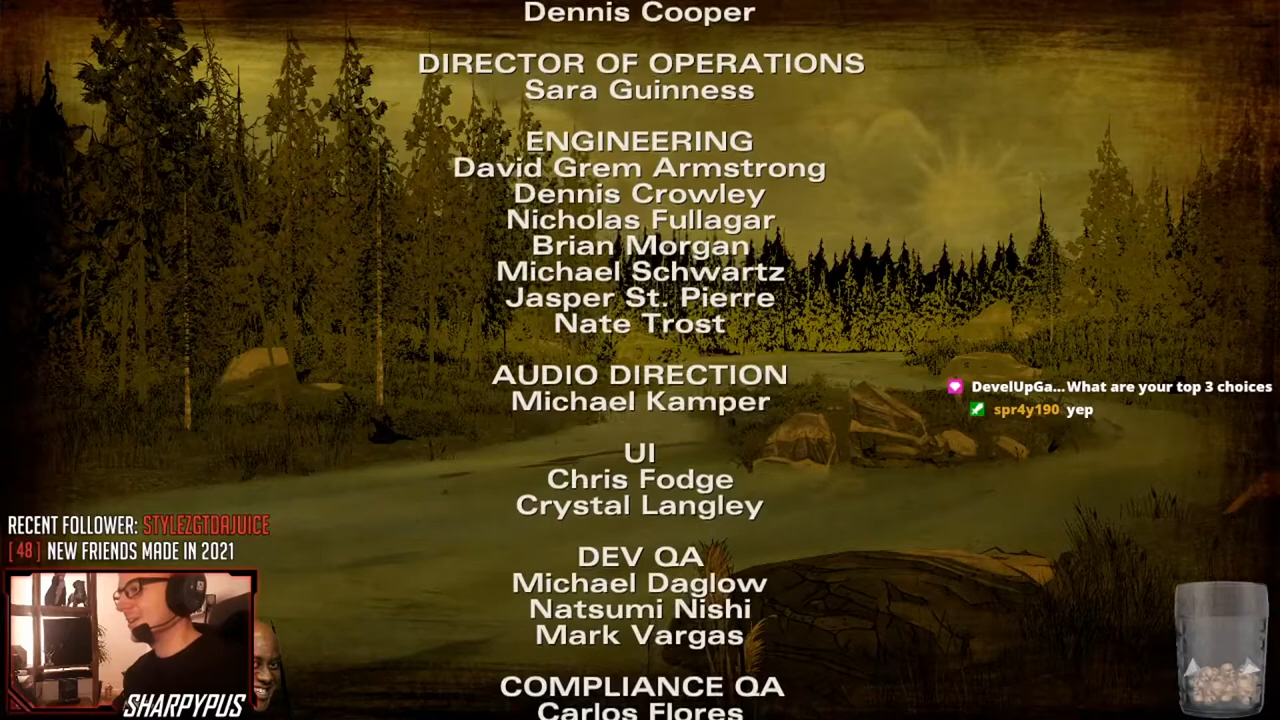 Dennis Cooper
DIRECTOR OF OPERATIONS
Sara Guinness
ENGINEERING
David Grem Armstrong
Dennis Crowley
Nicholas Fullagar
Brian Morgan
Michael Schwartz
Jasper St. Pierre
Nate Trost
AUDIO DIRECTION
Michael Kamper
UI
Chris Fodge
Crystal Langley
DEV QA
Michael Daglow
Natsumi Nishi
Mark Vargas
COMPLIANCE QA
Carlos Flores
DevelUpGa...What are your top 3 choices
spr4y190 yep
RECENT FOLLOWER: STYLEZGTDAJUICE
[48] NEW FRIENDS MADE IN 2021
SHARPYPUS